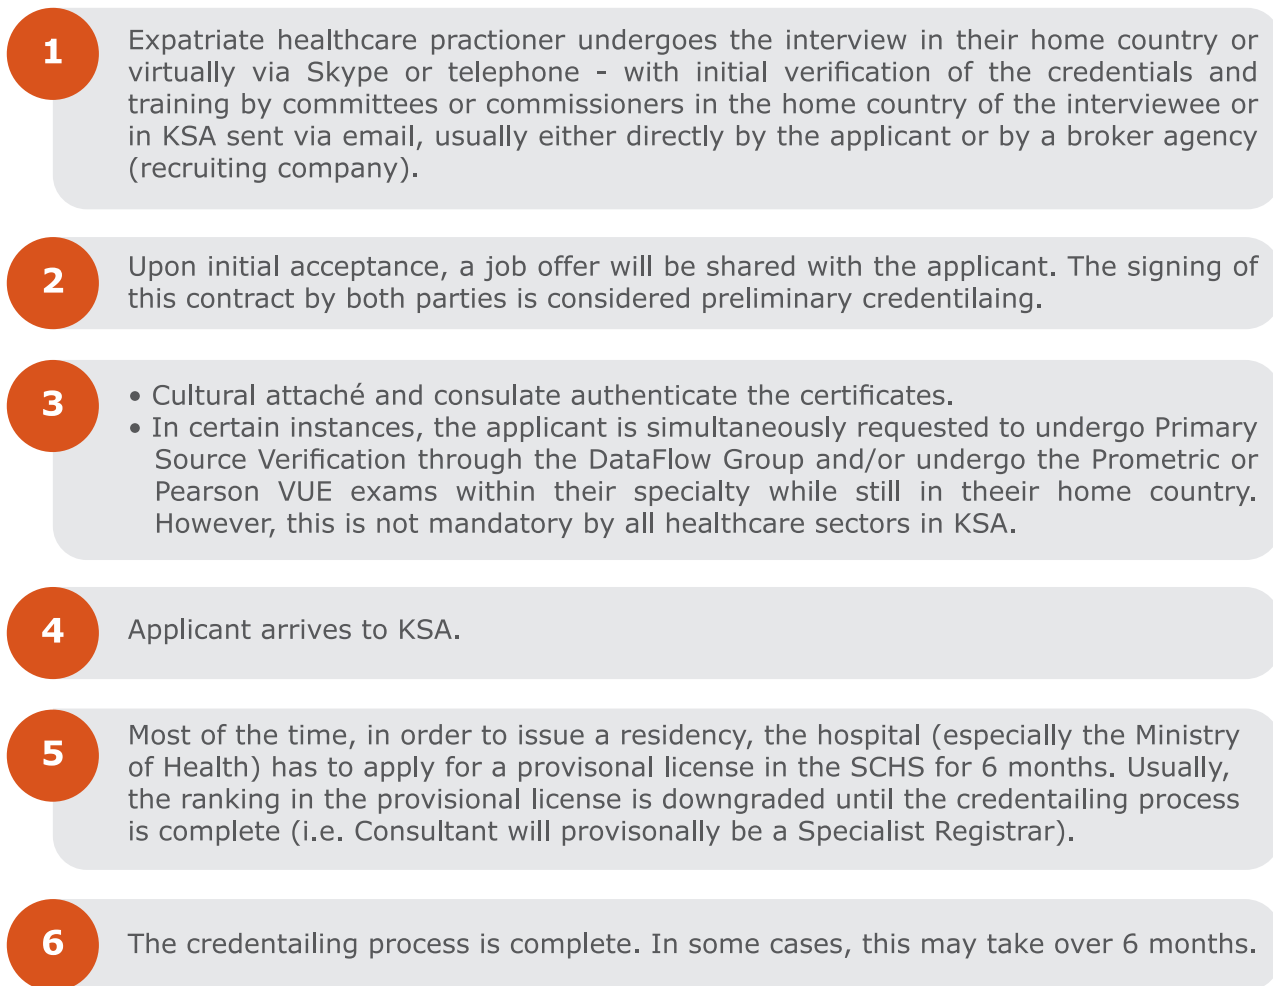 1
Expatriate healthcare practioner undergoes the interview in their home country or
virtually via Skype or telephone - with initial verification of the credentials and
training by committees or commissioners in the home country of the interviewee or
in KSA sent via email, usually either directly by the applicant or by a broker agency
(recruiting company).
2
Upon initial acceptance, a job offer will be shared with the applicant. The signing of
this contract by both parties is considered preliminary credentilaing.
3
• Cultural attaché and consulate authenticate the certificates.
• In certain instances, the applicant is simultaneously requested to undergo Primary
Source Verification through the DataFlow Group and/or undergo the Prometric or
Pearson VUE exams within their specialty while still in theeir home country.
However, this is not mandatory by all healthcare sectors in KSA.
4
Applicant arrives to KSA.
5
Most of the time, in order to issue a residency, the hospital (especially the Ministry
of Health) has to apply for a provisonal license in the SCHS for 6 months. Usually,
the ranking in the provisional license is downgraded until the credentailing process
is complete (i.e. Consultant will provisonally be a Specialist Registrar).
6
The credentailing process is complete. In some cases, this may take over 6 months.